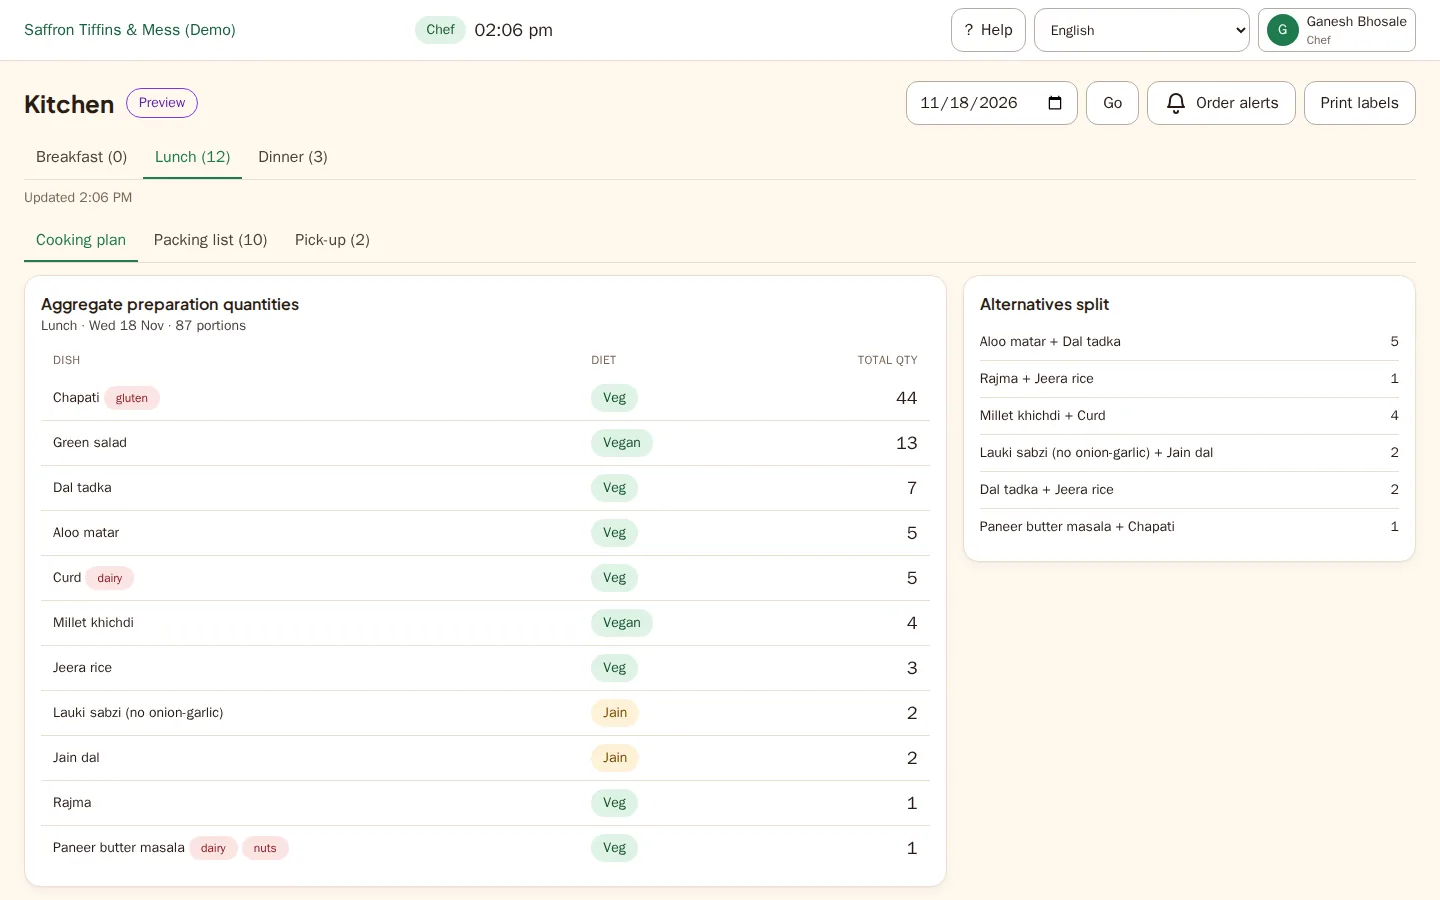 Saffron Tiffins & Mess (Demo) Chef 02:06 pm ? Help English G Ganesh Bhosale
Chef
Kitchen Preview 11/18/2026 Go Order alerts Print labels
Breakfast (0) Lunch (12) Dinner (3)
Updated 2:06 PM
Cooking plan Packing list (10) Pick-up (2)
Aggregate preparation quantities
Lunch · Wed 18 Nov · 87 portions
DISH DIET TOTAL QTY
Chapati gluten Veg 44
Green salad Vegan 13
Dal tadka Veg 7
Aloo matar Veg 5
Curd dairy Veg 5
Millet khichdi Vegan 4
Jeera rice Veg 3
Lauki sabzi (no onion-garlic) Jain 2
Jain dal Jain 2
Rajma Veg 1
Paneer butter masala dairy nuts Veg 1
Alternatives split
Aloo matar + Dal tadka 5
Rajma + Jeera rice 1
Millet khichdi + Curd 4
Lauki sabzi (no onion-garlic) + Jain dal 2
Dal tadka + Jeera rice 2
Paneer butter masala + Chapati 1